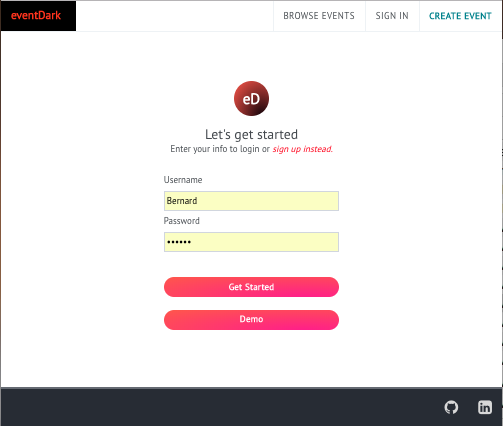 eventDark
BROWSE EVENTS
SIGN IN
CREATE EVENT
eD
Let's get started
Enter your info to login or sign up instead.
Username
Bernard
Password
••••••
Get Started
Demo
in